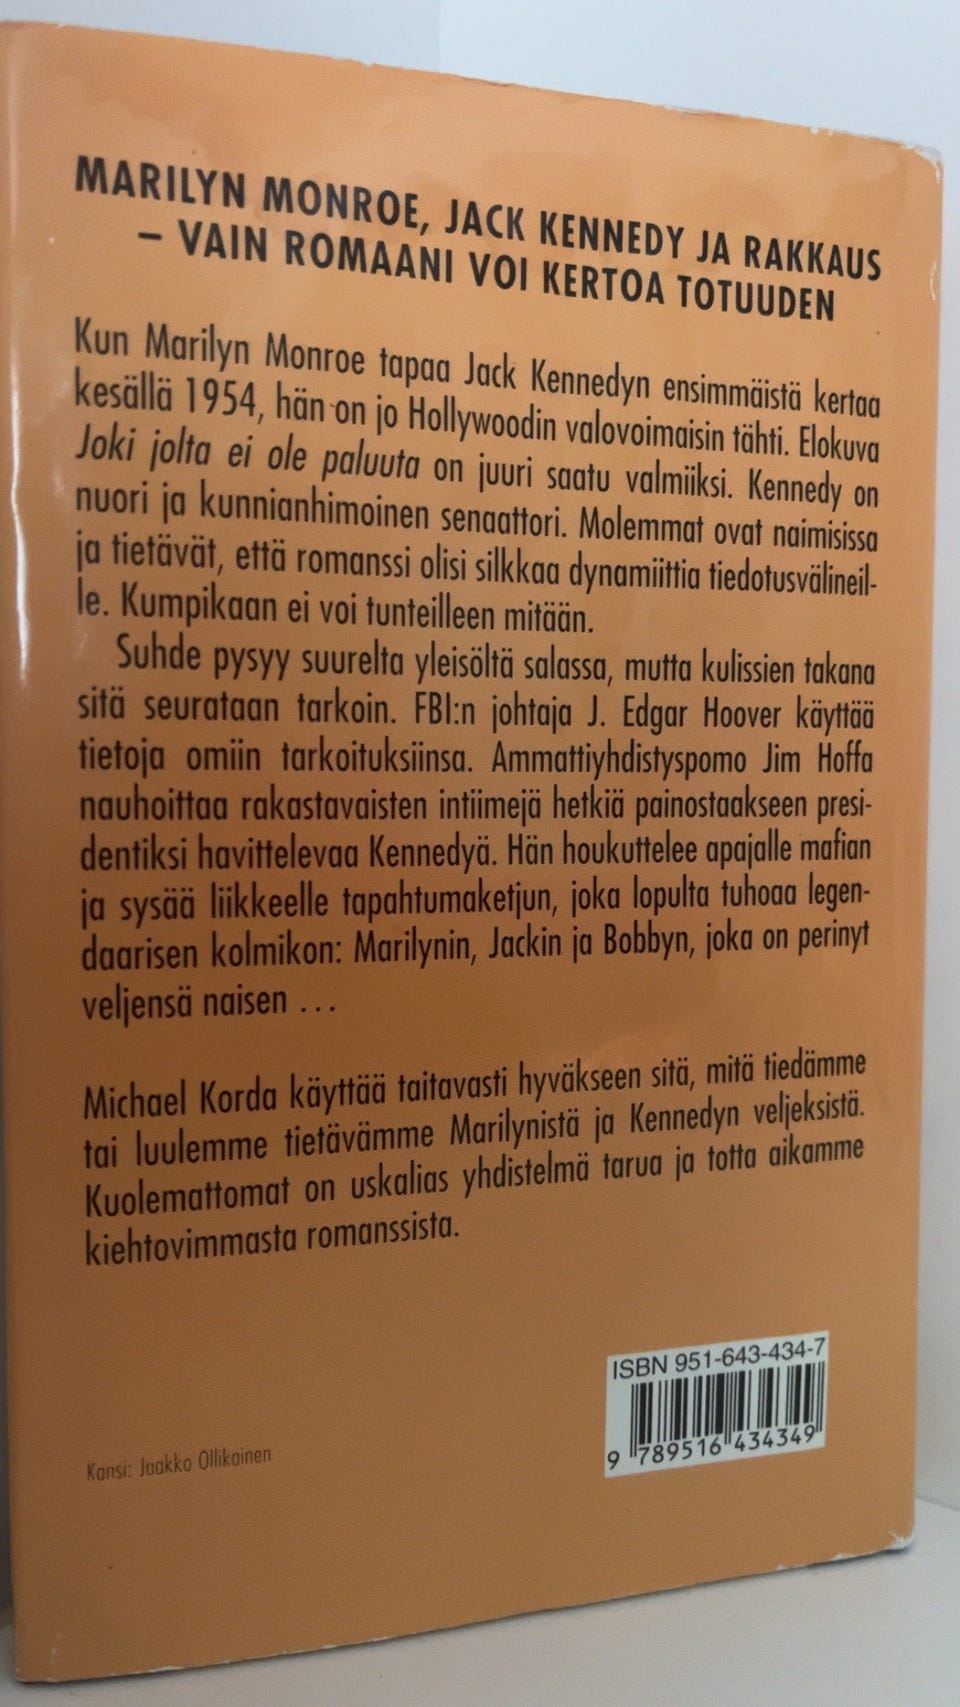 MARILYN MONROE, JACK KENNEDY JA RAKKAUS
– VAIN ROMAANI VOI KERTOA TOTUUDEN
Kun Marilyn Monroe tapaa Jack Kennedyn ensimmäistä kertaa
kesällä 1954, hän on jo Hollywoodin valovoimaisin tähti. Elokuva
Joki jolta ei ole paluuta on juuri saatu valmiiksi. Kennedy on
nuori ja kunnianhimoinen senaattori. Molemmat ovat naimisissa
ja tietävät, että romanssi olisi silkkaa dynamiittia tiedotusvälineil-
le. Kumpikaan ei voi tunteilleen mitään.
Suhde pysyy suurelta yleisöltä salassa, mutta kulissien takana
sitä seurataan tarkoin. FBI:n johtaja J. Edgar Hoover käyttää
tietoja omiin tarkoituksiinsa. Ammattiyhdistyspomo Jim Hoffa
nauhoittaa rakastavaisten intiimejä hetkiä painostaakseen presi-
dentiksi havittelevaa Kennedyä. Hän houkuttelee apajalle mafian
ja sysää liikkeelle tapahtumaketjun, joka lopulta tuhoaa legen-
daarisen kolmikon: Marilynin, Jackin ja Bobbyn, joka on perinyt
veljensä naisen ...
Michael Korda käyttää taitavasti hyväkseen sitä, mitä tiedämme
tai luulemme tietävämme Marilynistä ja Kennedyn veljeksistä.
Kuolemattomat on uskalias yhdistelmä tarua ja totta aikamme
kiehtovimmasta romanssista.
ISBN 951-643-434-7
9 789516 434349
Kansi: Jaakko Ollikainen